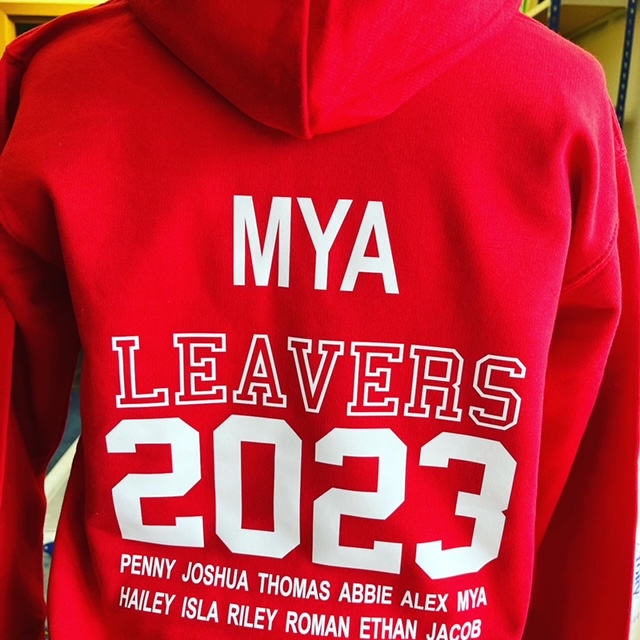 MYA
LEAVERS
2023
PENNY JOSHUA THOMAS ABBIE ALEX MYA
HAILEY ISLA RILEY ROMAN ETHAN JACOB